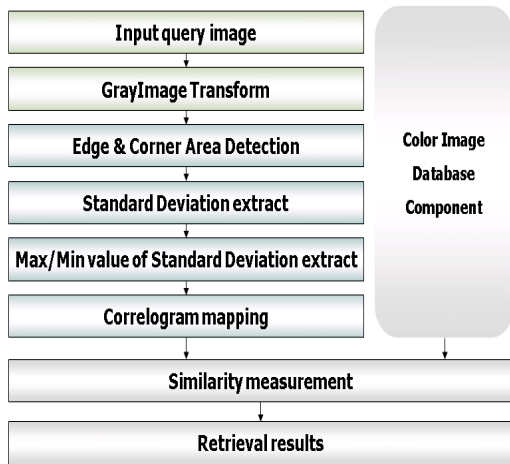 Input query image
GrayImage Transform
Edge & Corner Area Detection
Standard Deviation extract
Max/Min value of Standard Deviation extract
Correlogram mapping
Color Image
Database
Component
Similarity measurement
Retrieval results